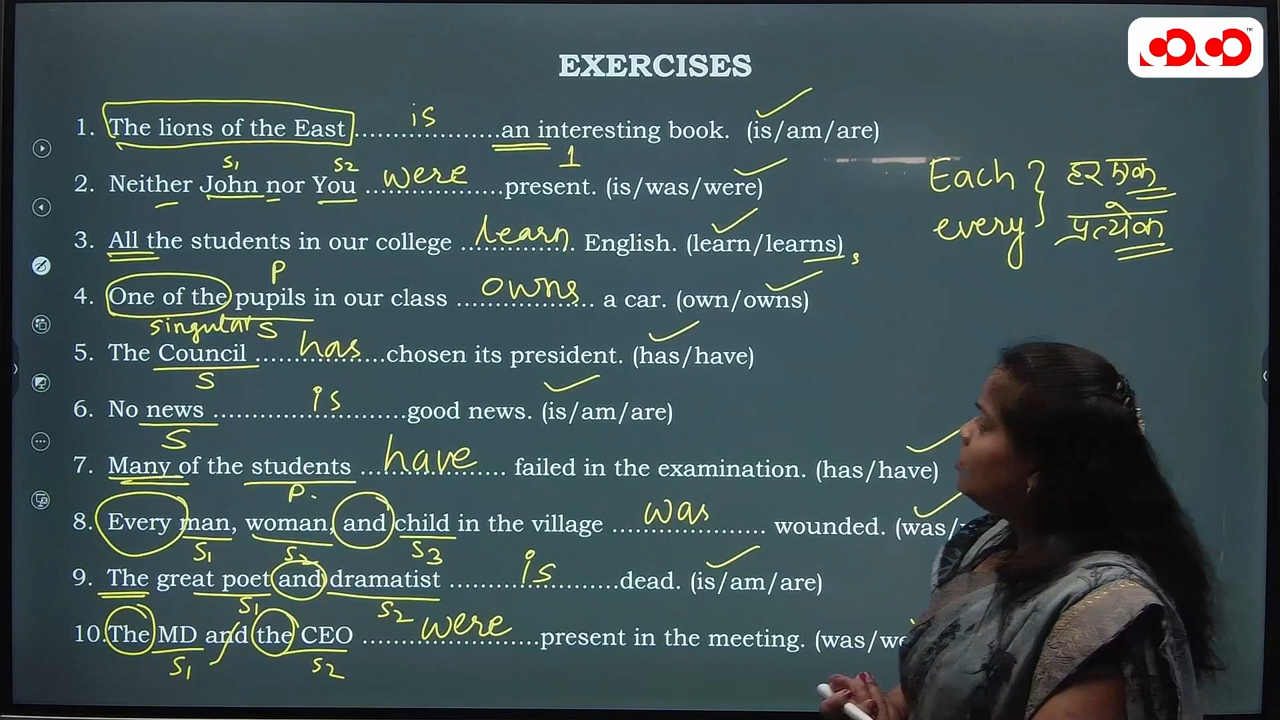 EXERCISES
1. The lions of the East ........is........ an interesting book. (is/am/are)
1
S1 S2
2. Neither John nor You ....were.... present. (is/was/were)
3. All the students in our college ....learn.... English. (learn/learns)
s
P
4. One of the pupils in our class ....owns.... a car. (own/owns)
singular S
5. The Council ....has.... chosen its president. (has/have)
S
6. No news ........is........ good news. (is/am/are)
S
7. Many of the students ....have.... failed in the examination. (has/have)
P.
8. Every man, woman, and child in the village ....was.... wounded. (was/
S1 S2 S3
9. The great poet and dramatist ....is.... dead. (is/am/are)
S1 S2
10. The MD and the CEO ....were.... present in the meeting. (was/we
S1 S2
Each } हर एक
every प्रत्येक